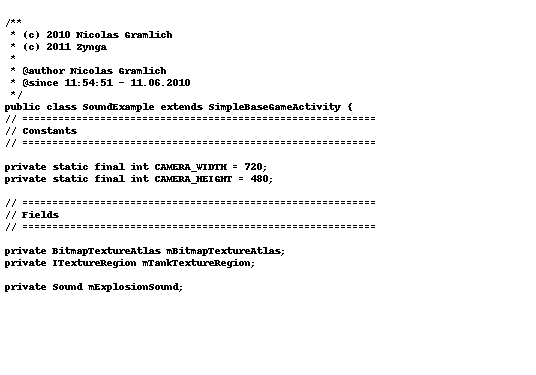 /**
 * (c) 2010 Nicolas Gramlich
 * (c) 2011 Zynga
 *
 * @author Nicolas Gramlich
 * @since 11:54:51 - 11.06.2010
 */
public class SoundExample extends SimpleBaseGameActivity {
// ===========================================================
// Constants
// ===========================================================
private static final int CAMERA_WIDTH = 720;
private static final int CAMERA_HEIGHT = 480;
// ===========================================================
// Fields
// ===========================================================
private BitmapTextureAtlas mBitmapTextureAtlas;
private ITextureRegion mTankTextureRegion;
private Sound mExplosionSound;